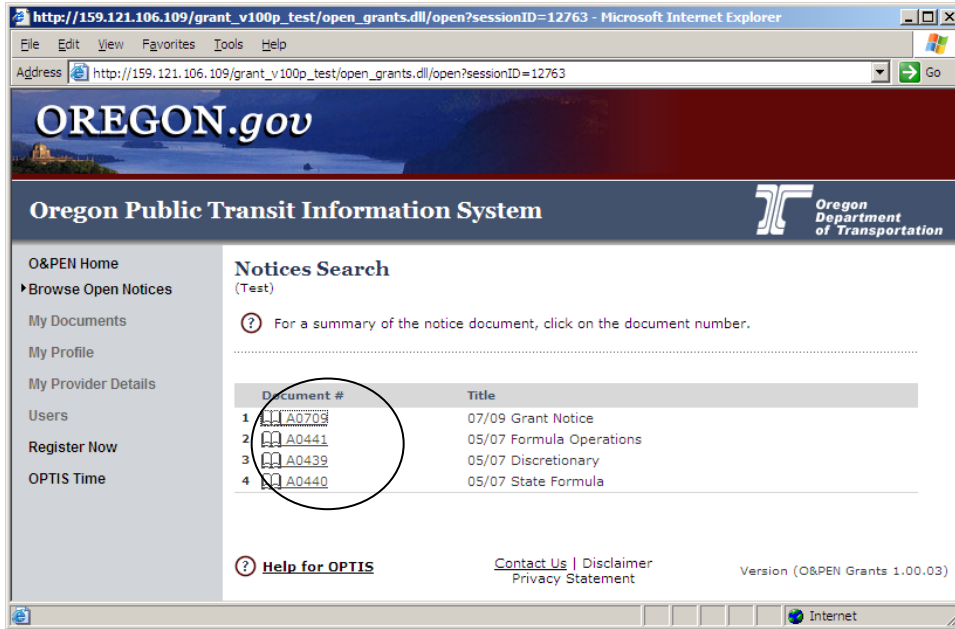 http://159.121.106.109/grant_v100p_test/open_grants.dll/open?sessionID=12763 - Microsoft Internet Explorer
File Edit View Favorites Tools Help
Address http://159.121.106.109/grant_v100p_test/open_grants.dll/open?sessionID=12763 Go
OREGON.gov
Oregon Public Transit Information System
Oregon
Department
of Transportation
O&PEN Home
Browse Open Notices
My Documents
My Profile
My Provider Details
Users
Register Now
OPTIS Time
Notices Search
(Test)
? For a summary of the notice document, click on the document number.
Document # Title
1 A0709 07/09 Grant Notice
2 A0441 05/07 Formula Operations
3 A0439 05/07 Discretionary
4 A0440 05/07 State Formula
? Help for OPTIS
Contact Us | Disclaimer
Privacy Statement
Version (O&PEN Grants 1.00.03)
Internet